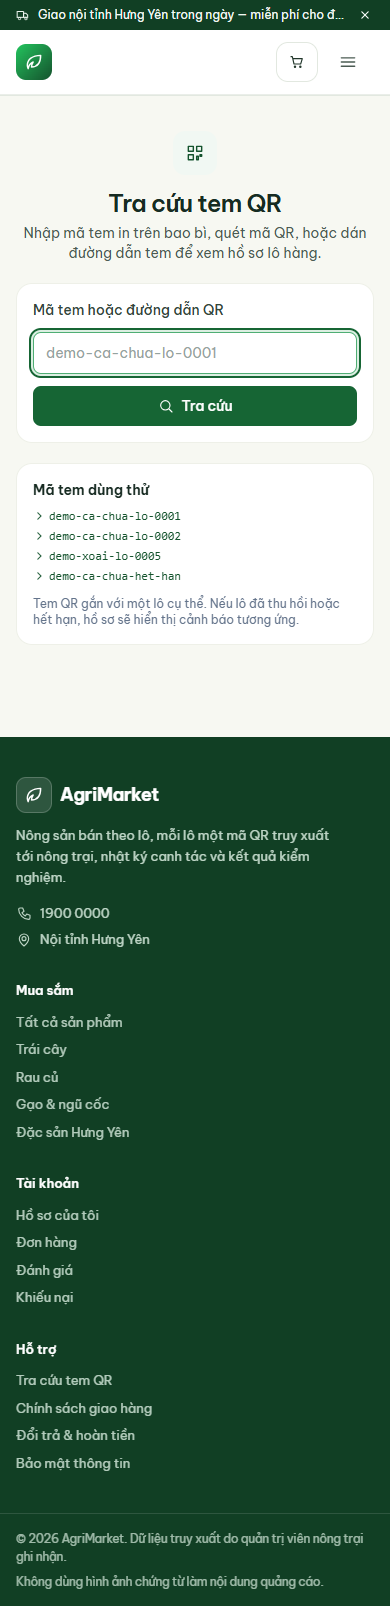 Giao nội tỉnh Hưng Yên trong ngày — miễn phí cho đ...
Tra cứu tem QR
Nhập mã tem in trên bao bì, quét mã QR, hoặc dán
đường dẫn tem để xem hồ sơ lô hàng.
Mã tem hoặc đường dẫn QR
demo-ca-chua-lo-0001
Tra cứu
Mã tem dùng thử
demo-ca-chua-lo-0001
demo-ca-chua-lo-0002
demo-xoai-lo-0005
demo-ca-chua-het-han
Tem QR gắn với một lô cụ thể. Nếu lô đã thu hồi hoặc
hết hạn, hồ sơ sẽ hiển thị cảnh báo tương ứng.
AgriMarket
Nông sản bán theo lô, mỗi lô một mã QR truy xuất
tới nông trại, nhật ký canh tác và kết quả kiểm
nghiệm.
1900 0000
Nội tỉnh Hưng Yên
Mua sắm
Tất cả sản phẩm
Trái cây
Rau củ
Gạo & ngũ cốc
Đặc sản Hưng Yên
Tài khoản
Hồ sơ của tôi
Đơn hàng
Đánh giá
Khiếu nại
Hỗ trợ
Tra cứu tem QR
Chính sách giao hàng
Đổi trả & hoàn tiền
Bảo mật thông tin
© 2026 AgriMarket. Dữ liệu truy xuất do quản trị viên nông trại
ghi nhận.
Không dùng hình ảnh chứng từ làm nội dung quảng cáo.